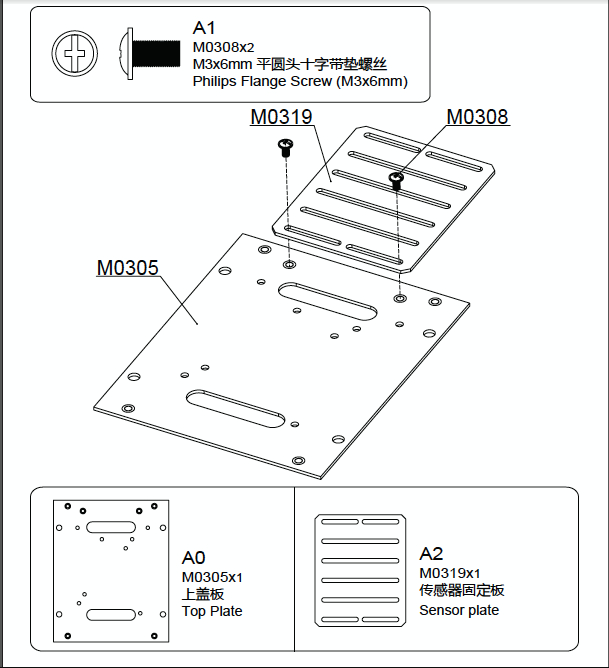 A1
M0308x2
M3x6mm 平圆头十字带垫螺丝
Philips Flange Screw (M3x6mm)
M0319
M0308
M0305
A0
M0305x1
上盖板
Top Plate
A2
M0319x1
传感器固定板
Sensor plate